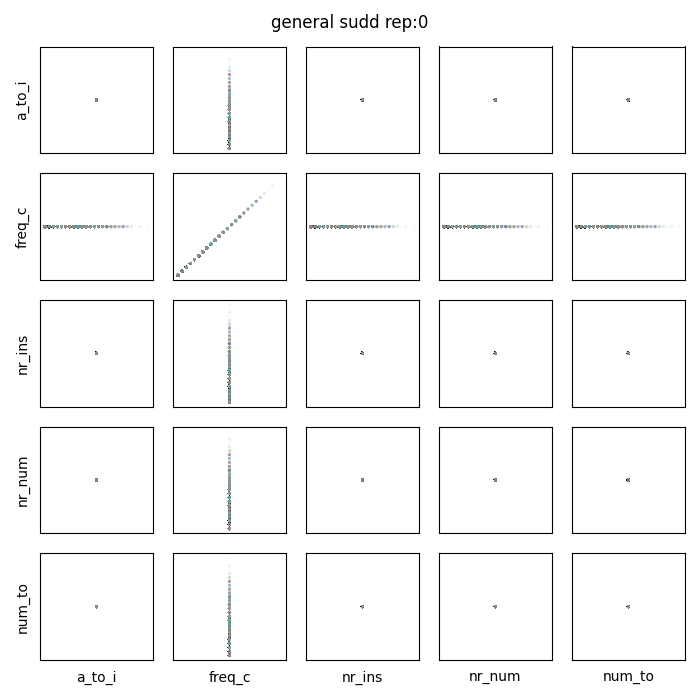 general sudd rep:0
a_to_i
freq_c
nr_ins
nr_num
num_to
a_to_i freq_c nr_ins nr_num num_to